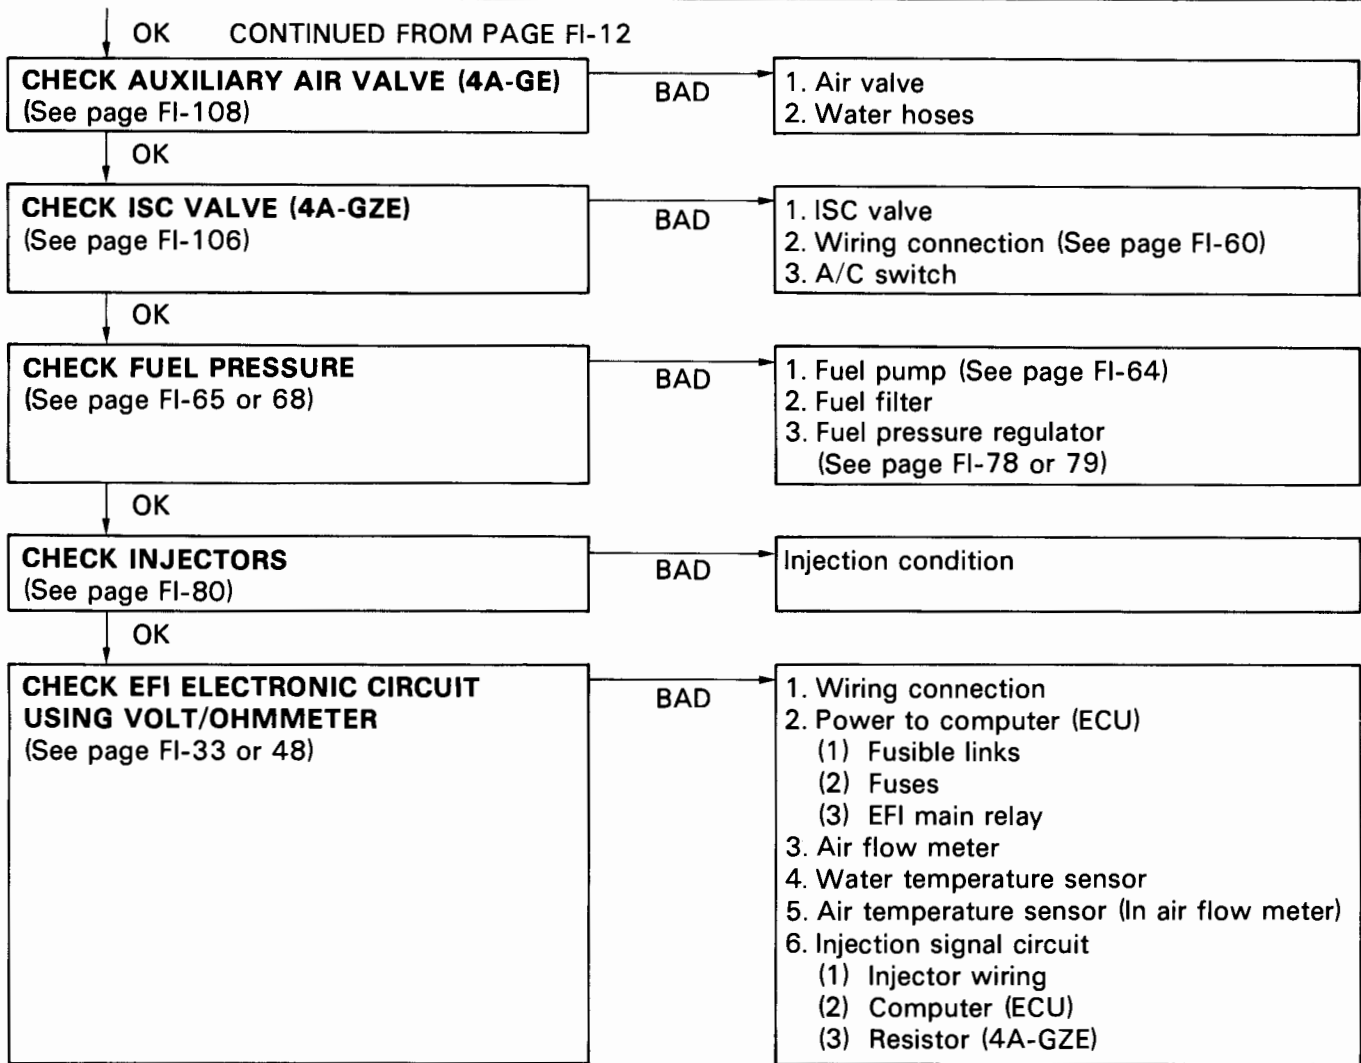 OK CONTINUED FROM PAGE FI-12
CHECK AUXILIARY AIR VALVE (4A-GE)
(See page FI-108)
BAD
1. Air valve
2. Water hoses
OK
CHECK ISC VALVE (4A-GZE)
(See page FI-106)
BAD
1. ISC valve
2. Wiring connection (See page FI-60)
3. A/C switch
OK
CHECK FUEL PRESSURE
(See page FI-65 or 68)
BAD
1. Fuel pump (See page FI-64)
2. Fuel filter
3. Fuel pressure regulator
(See page FI-78 or 79)
OK
CHECK INJECTORS
(See page FI-80)
BAD
Injection condition
OK
CHECK EFI ELECTRONIC CIRCUIT
USING VOLT/OHMMETER
(See page FI-33 or 48)
BAD
1. Wiring connection
2. Power to computer (ECU)
(1) Fusible links
(2) Fuses
(3) EFI main relay
3. Air flow meter
4. Water temperature sensor
5. Air temperature sensor (In air flow meter)
6. Injection signal circuit
(1) Injector wiring
(2) Computer (ECU)
(3) Resistor (4A-GZE)